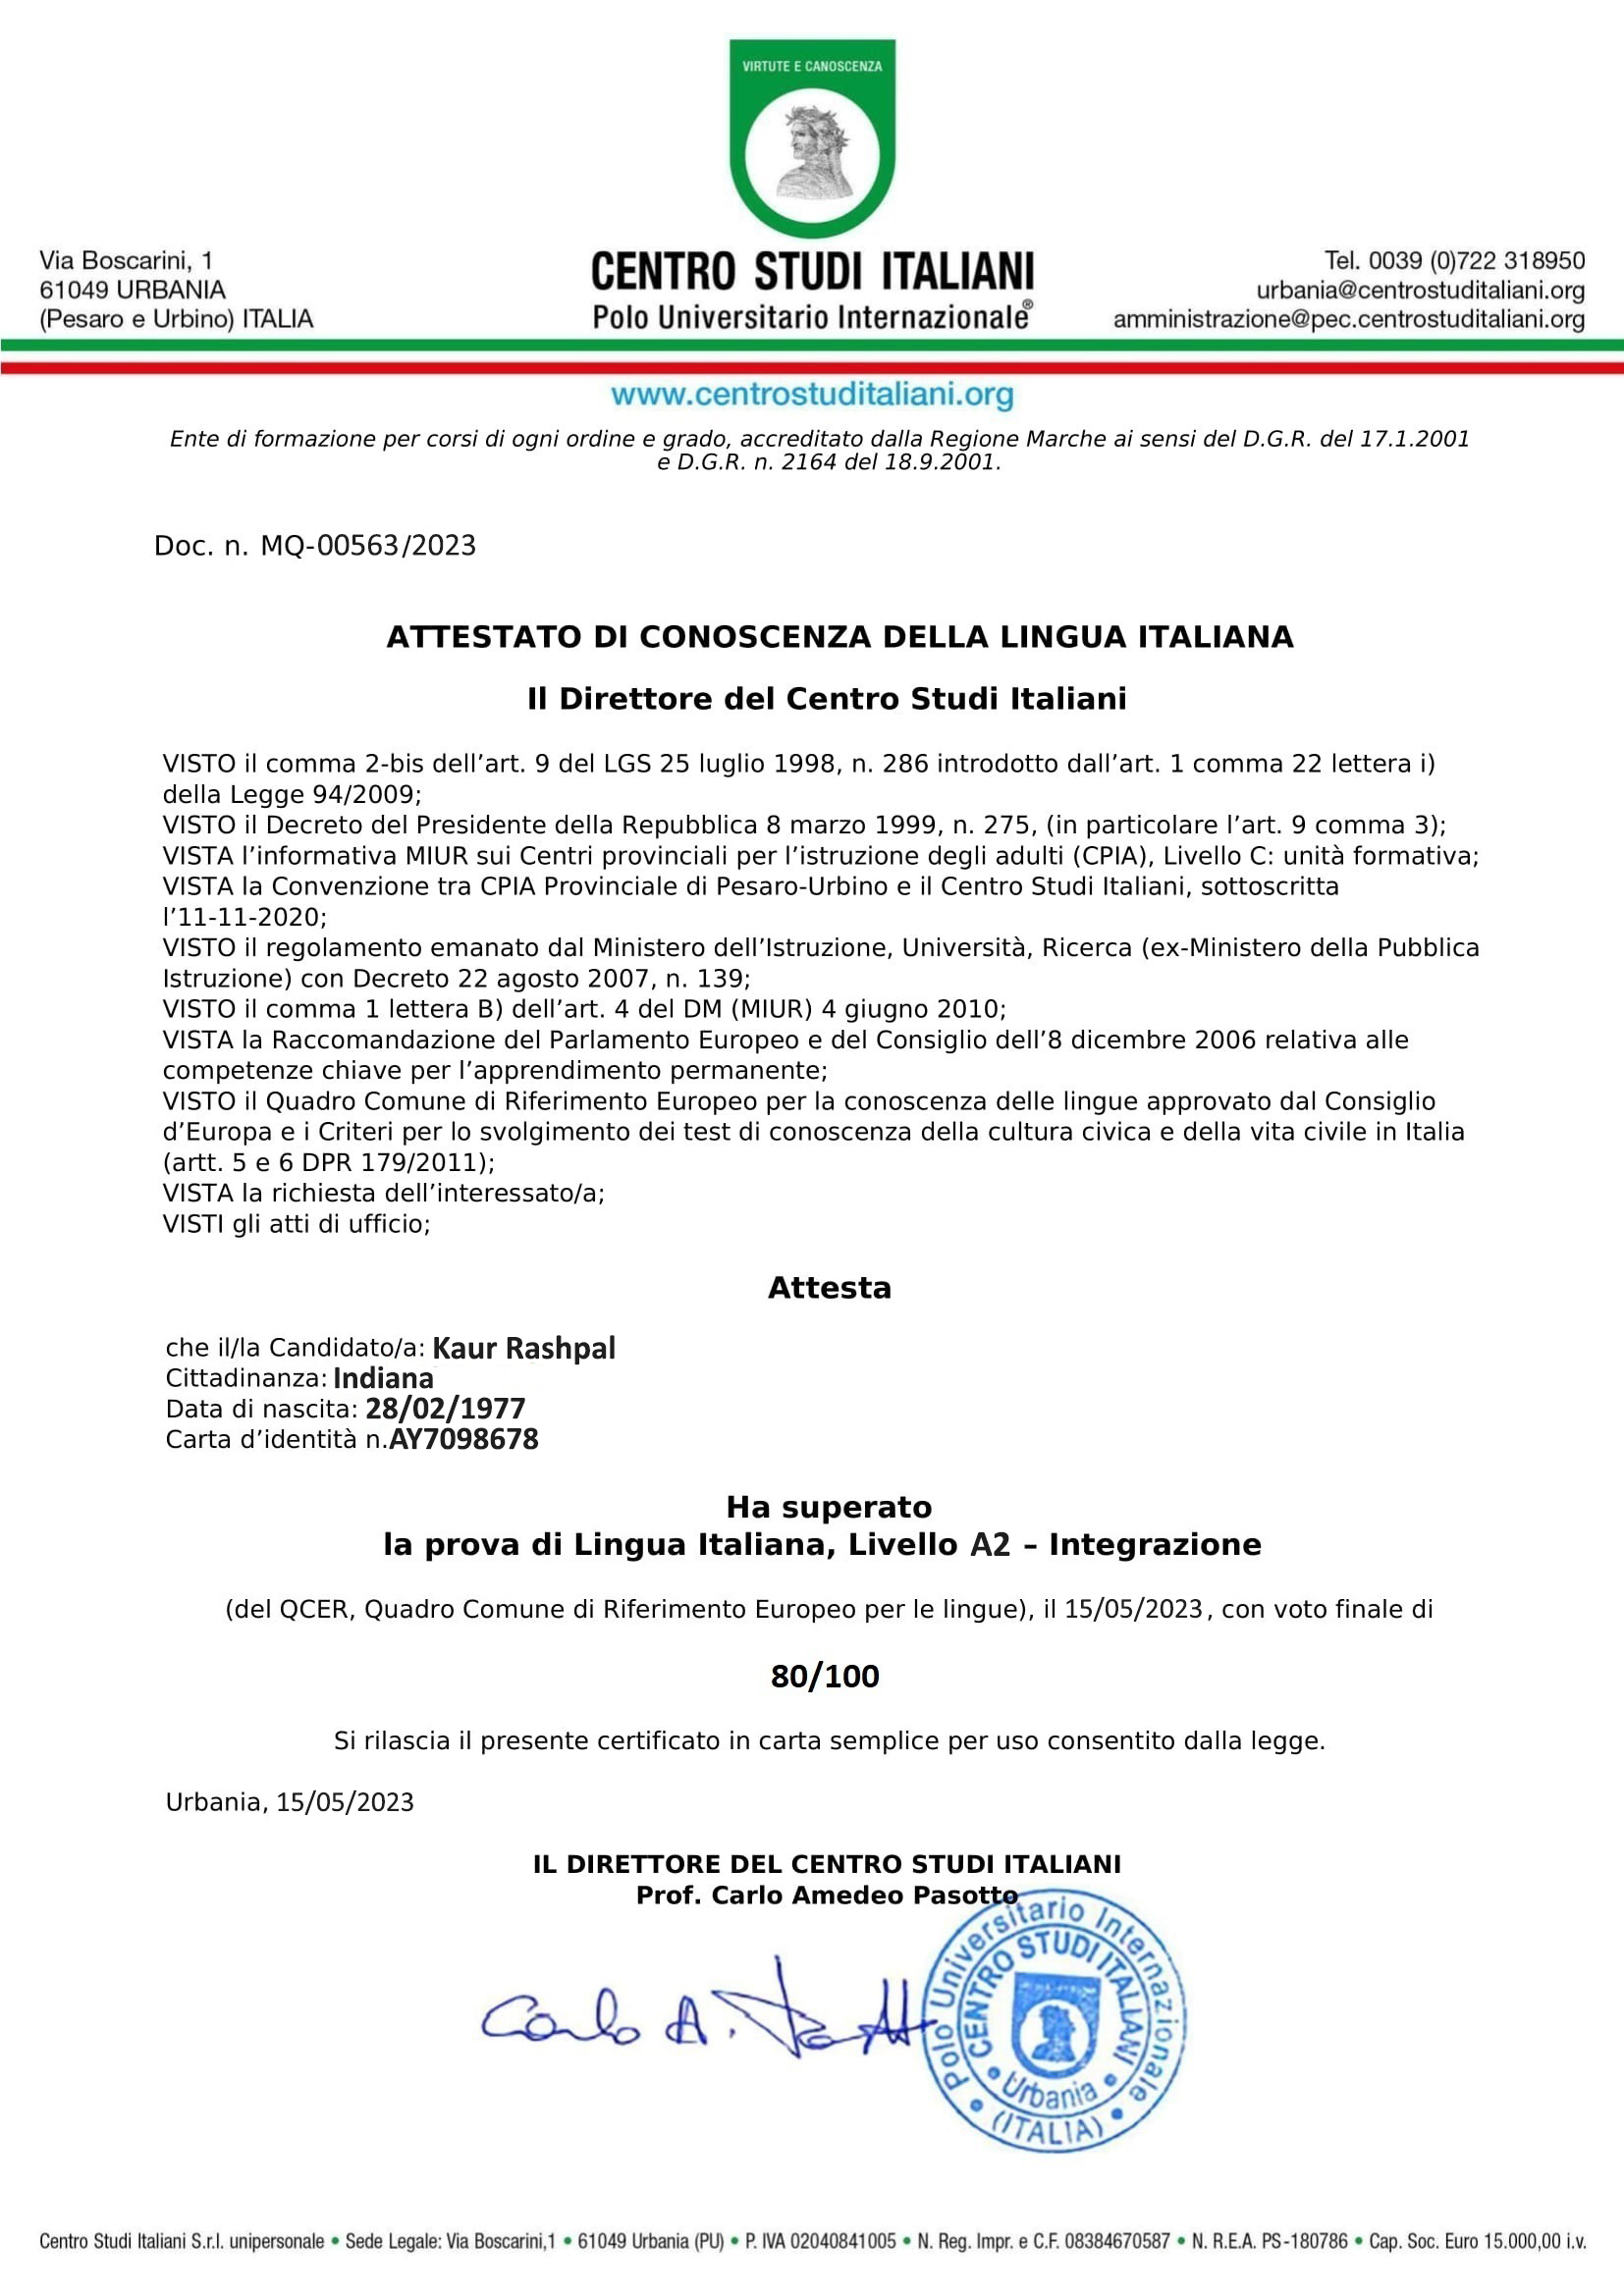 VIRTUTE E CANOSCENZA
Via Boscarini, 1
61049 URBANIA
(Pesaro e Urbino) ITALIA
CENTRO STUDI ITALIANI
Polo Universitario Internazionale®
Tel. 0039 (0)722 318950
urbania@centrostuditaliani.org
amministrazione@pec.centrostuditaliani.org
www.centrostuditaliani.org
Ente di formazione per corsi di ogni ordine e grado, accreditato dalla Regione Marche ai sensi del D.G.R. del 17.1.2001
e D.G.R. n. 2164 del 18.9.2001.
Doc. n. MQ-00563/2023
ATTESTATO DI CONOSCENZA DELLA LINGUA ITALIANA
Il Direttore del Centro Studi Italiani
VISTO il comma 2-bis dell’art. 9 del LGS 25 luglio 1998, n. 286 introdotto dall’art. 1 comma 22 lettera i)
della Legge 94/2009;
VISTO il Decreto del Presidente della Repubblica 8 marzo 1999, n. 275, (in particolare l’art. 9 comma 3);
VISTA l’informativa MIUR sui Centri provinciali per l’istruzione degli adulti (CPIA), Livello C: unità formativa;
VISTA la Convenzione tra CPIA Provinciale di Pesaro-Urbino e il Centro Studi Italiani, sottoscritta
l’11-11-2020;
VISTO il regolamento emanato dal Ministero dell’Istruzione, Università, Ricerca (ex-Ministero della Pubblica
Istruzione) con Decreto 22 agosto 2007, n. 139;
VISTO il comma 1 lettera B) dell’art. 4 del DM (MIUR) 4 giugno 2010;
VISTA la Raccomandazione del Parlamento Europeo e del Consiglio dell’8 dicembre 2006 relativa alle
competenze chiave per l’apprendimento permanente;
VISTO il Quadro Comune di Riferimento Europeo per la conoscenza delle lingue approvato dal Consiglio
d’Europa e i Criteri per lo svolgimento dei test di conoscenza della cultura civica e della vita civile in Italia
(artt. 5 e 6 DPR 179/2011);
VISTA la richiesta dell’interessato/a;
VISTI gli atti di ufficio;
Attesta
che il/la Candidato/a: Kaur Rashpal
Cittadinanza: Indiana
Data di nascita: 28/02/1977
Carta d’identità n.AY7098678
Ha superato
la prova di Lingua Italiana, Livello A2 – Integrazione
(del QCER, Quadro Comune di Riferimento Europeo per le lingue), il 15/05/2023, con voto finale di
80/100
Si rilascia il presente certificato in carta semplice per uso consentito dalla legge.
Urbania, 15/05/2023
IL DIRETTORE DEL CENTRO STUDI ITALIANI
Prof. Carlo Amedeo Pasotto
Carlo A. Pasotto
Polo Universitario Internazionale • (ITALIA) •
CENTRO STUDI ITALIANI • Urbania •
Centro Studi Italiani S.r.l. unipersonale • Sede Legale: Via Boscarini,1 • 61049 Urbania (PU) • P. IVA 02040841005 • N. Reg. Impr. e C.F. 08384670587 • N. R.E.A. PS-180786 • Cap. Soc. Euro 15.000,00 i.v.